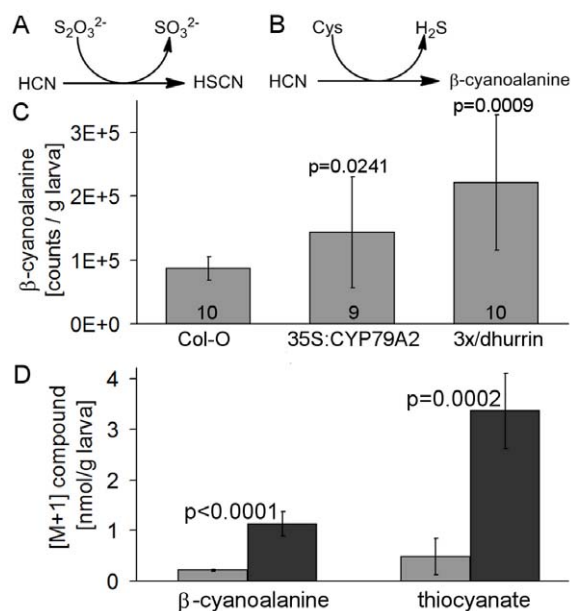 A
S₂O₃²⁻ SO₃²⁻
HCN HSCN
B
Cys H₂S
HCN β-cyanoalanine
C
β-cyanoalanine
[counts / g larva]
3E+5
2E+5
1E+5
0E+0
p=0.0241
p=0.0009
10 9 10
Col-O 35S:CYP79A2 3x/dhurrin
D
[M+1] compound
[nmol/g larva]
4
3
2
1
0
p<0.0001
p=0.0002
β-cyanoalanine thiocyanate